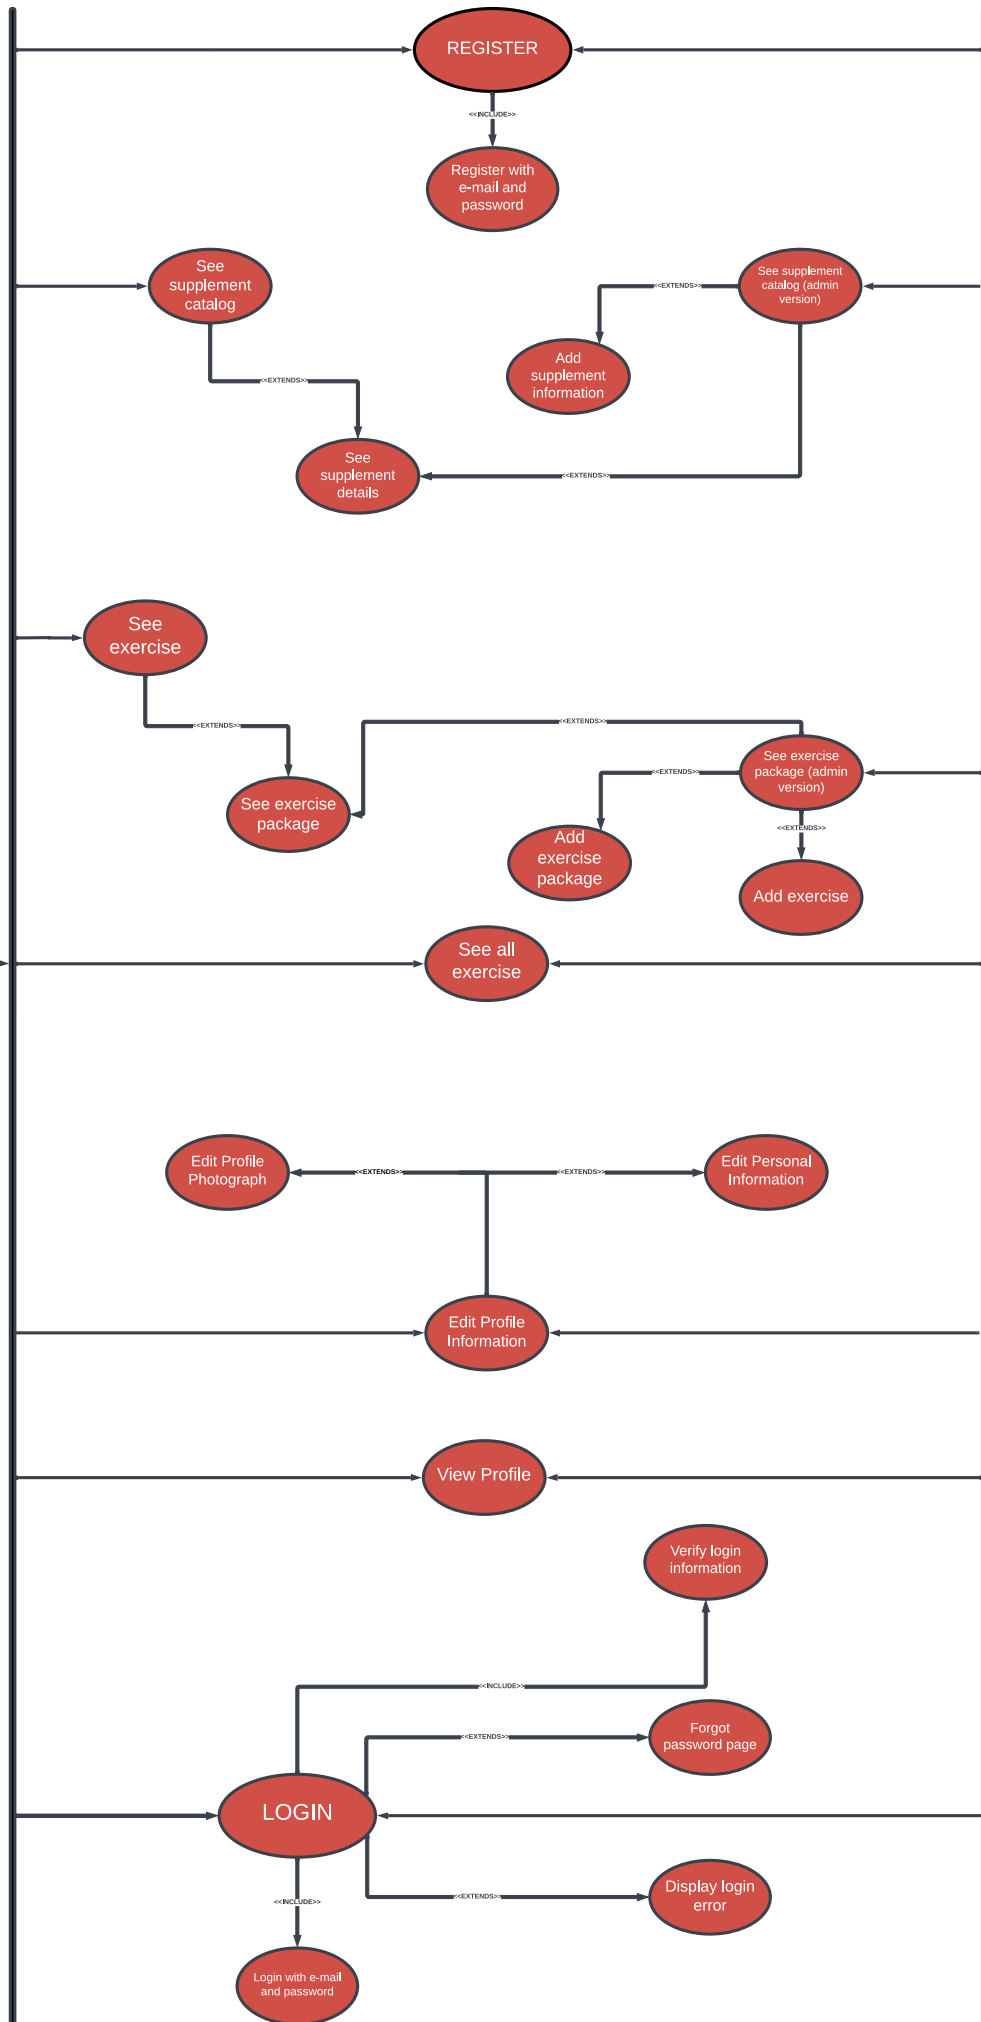 REGISTER
<<INCLUDE>>
Register with
e-mail and
password
See
supplement
catalog
See supplement
catalog (admin
version)
<<EXTENDS>>
Add
supplement
information
<<EXTENDS>>
See
supplement
details
<<EXTENDS>>
See
exercise
<<EXTENDS>>
<<EXTENDS>>
See exercise
package (admin
version)
<<EXTENDS>>
See exercise
package
<<EXTENDS>>
Add
exercise
package
Add exercise
See all
exercise
Edit Profile
Photograph
<<EXTENDS>>
<<EXTENDS>>
Edit Personal
Information
Edit Profile
Information
View Profile
Verify login
information
<<INCLUDE>>
<<EXTENDS>>
Forgot
password page
LOGIN
<<EXTENDS>>
Display login
error
<<INCLUDE>>
Login with e-mail
and password